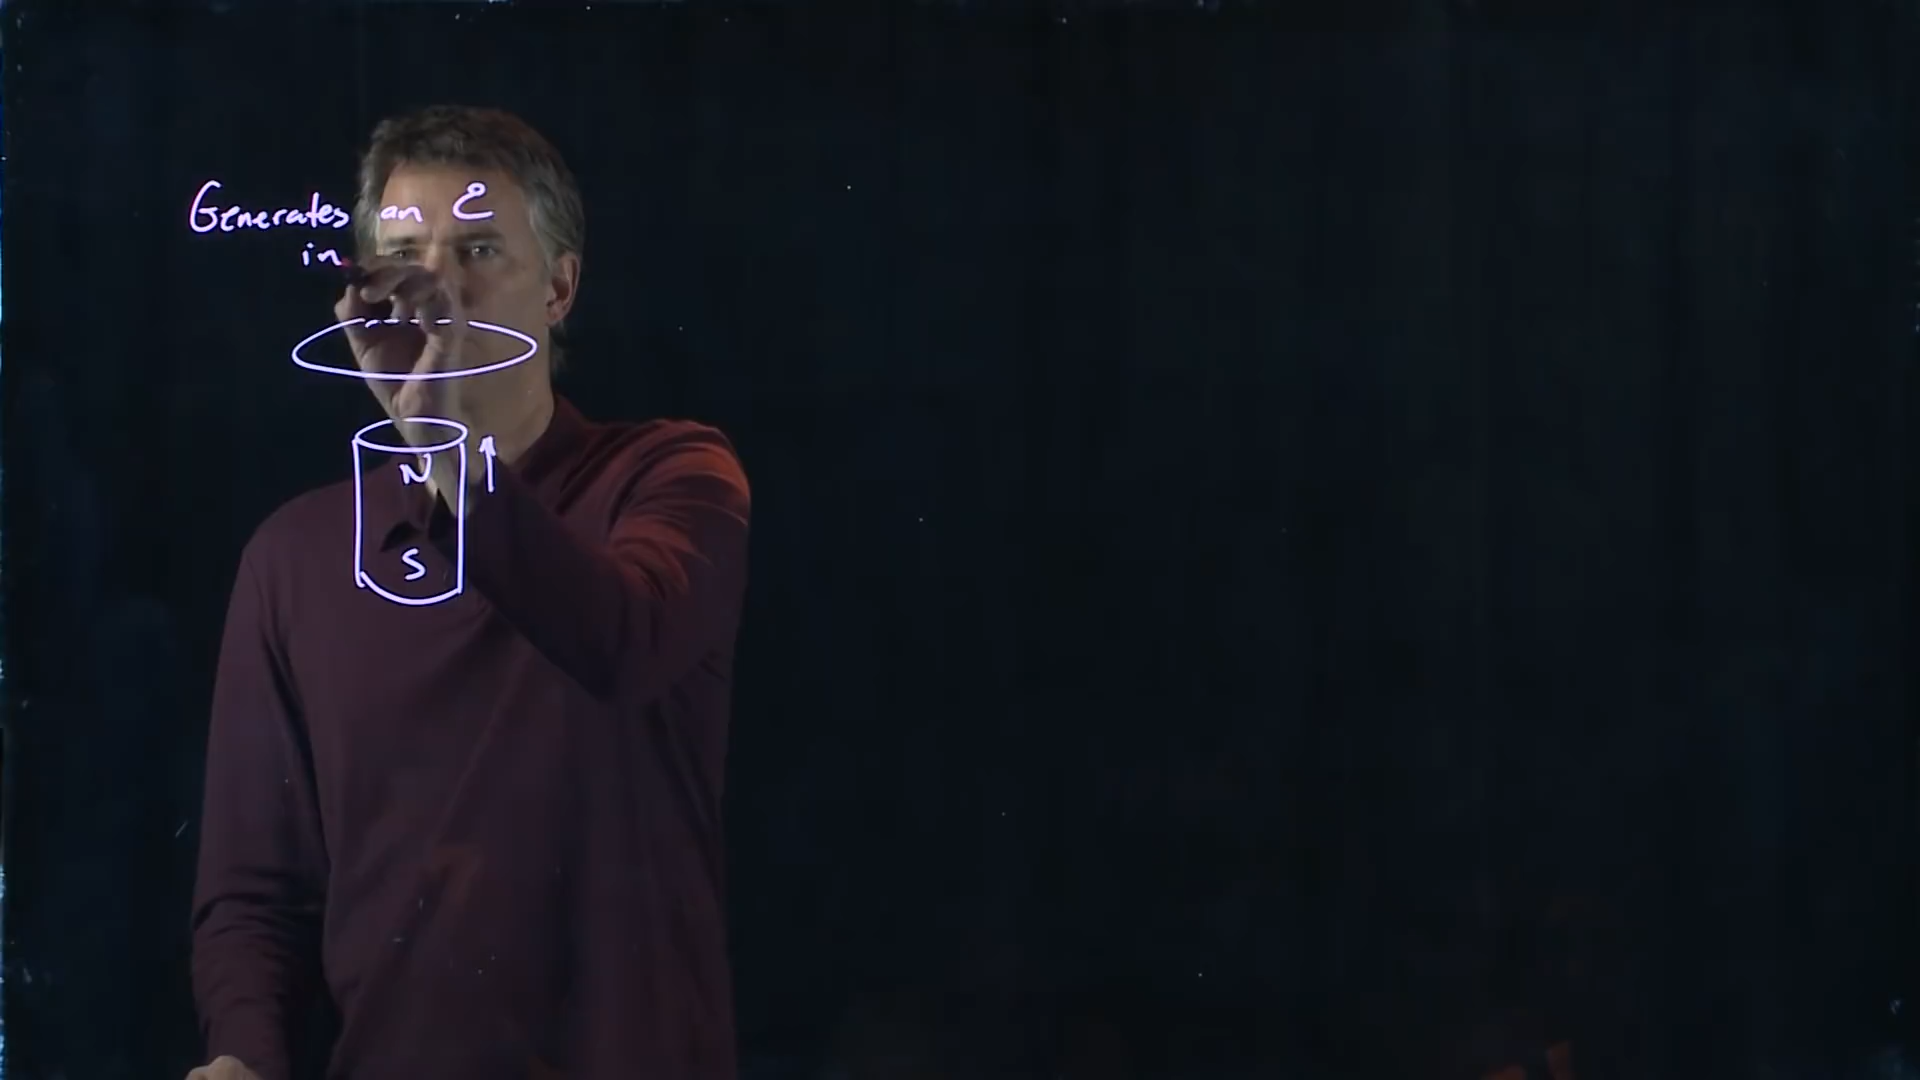 Generates an ℰ
in
N
S